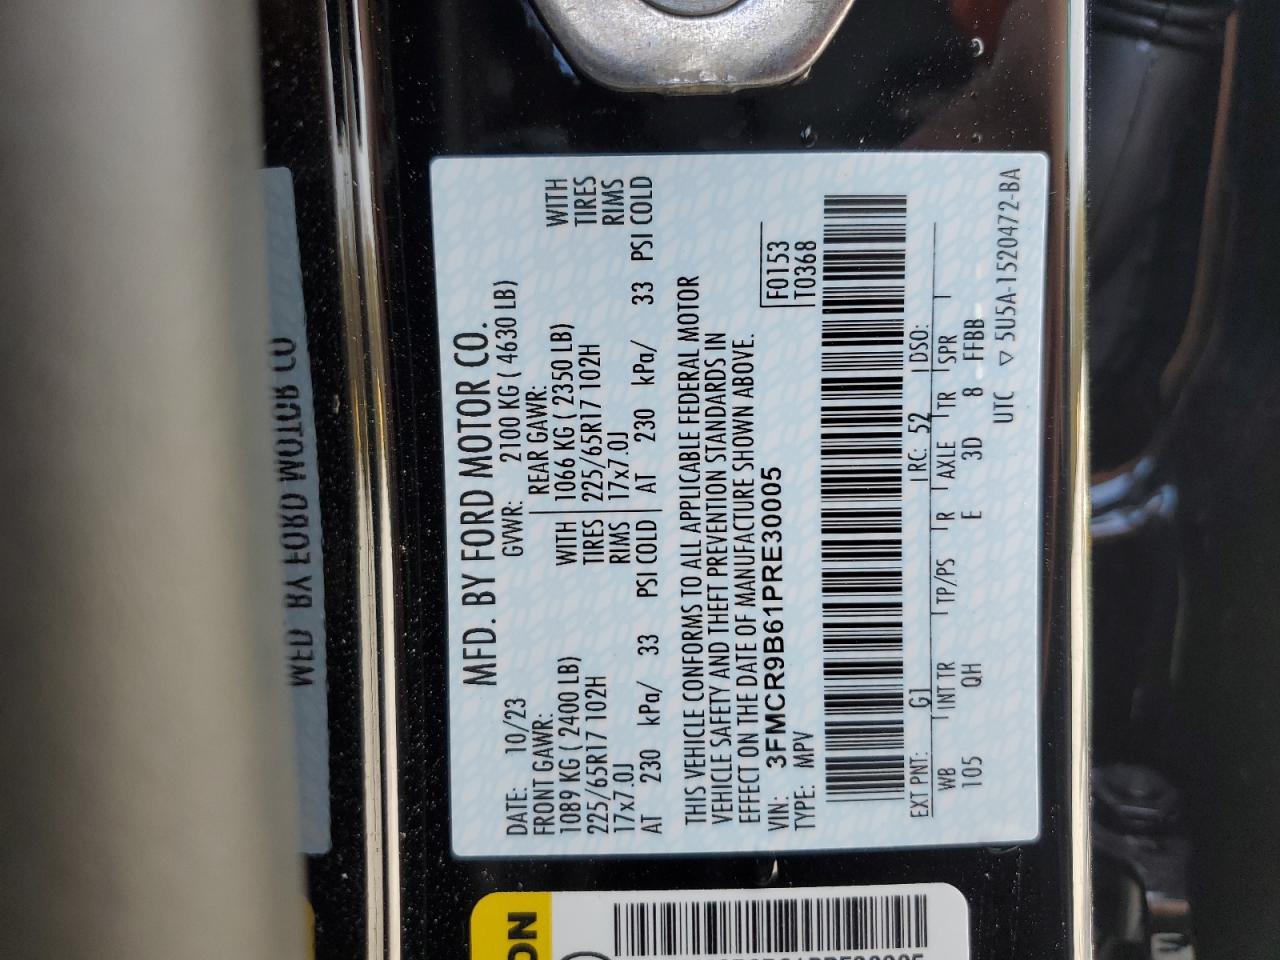 MFD. BY FORD MOTOR CO.
DATE: 10/23 GVWR: 2100 KG ( 4630 LB)
FRONT GAWR: REAR GAWR:
1089 KG ( 2400 LB) WITH 1066 KG ( 2350 LB) WITH
225/65R17 102H TIRES 225/65R17 102H TIRES
17x7.0J RIMS 17x7.0J RIMS
AT 230 kPa/ 33 PSI COLD AT 230 kPa/ 33 PSI COLD
THIS VEHICLE CONFORMS TO ALL APPLICABLE FEDERAL MOTOR
VEHICLE SAFETY AND THEFT PREVENTION STANDARDS IN
EFFECT ON THE DATE OF MANUFACTURE SHOWN ABOVE.
VIN: 3FMCR9B61PRE30005 F0153
TYPE: MPV T0368
EXT PNT: G1 RC: 52 DSO:
WB INT TR TP/PS R AXLE TR SPR
105 QH E 3D 8 FFBB
UTC ▽ 5U5A-1520472-BA
MFD. BY FORD MOTOR CO